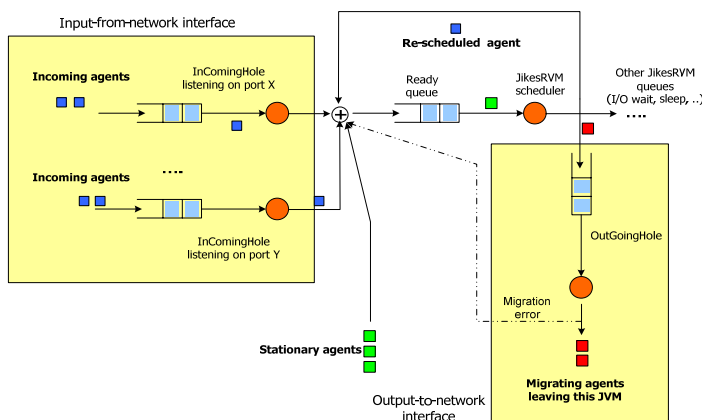 Input-from-network interface
Incoming agents
InComingHole
listening on port X
Re-scheduled agent
Ready
queue
JikesRVM
scheduler
Other JikesRVM
queues
(I/O wait, sleep, ..)
....
Incoming agents
....
InComingHole
listening on port Y
OutGoingHole
Migration
error
Stationary agents
Migrating agents
leaving this JVM
Output-to-network
interface